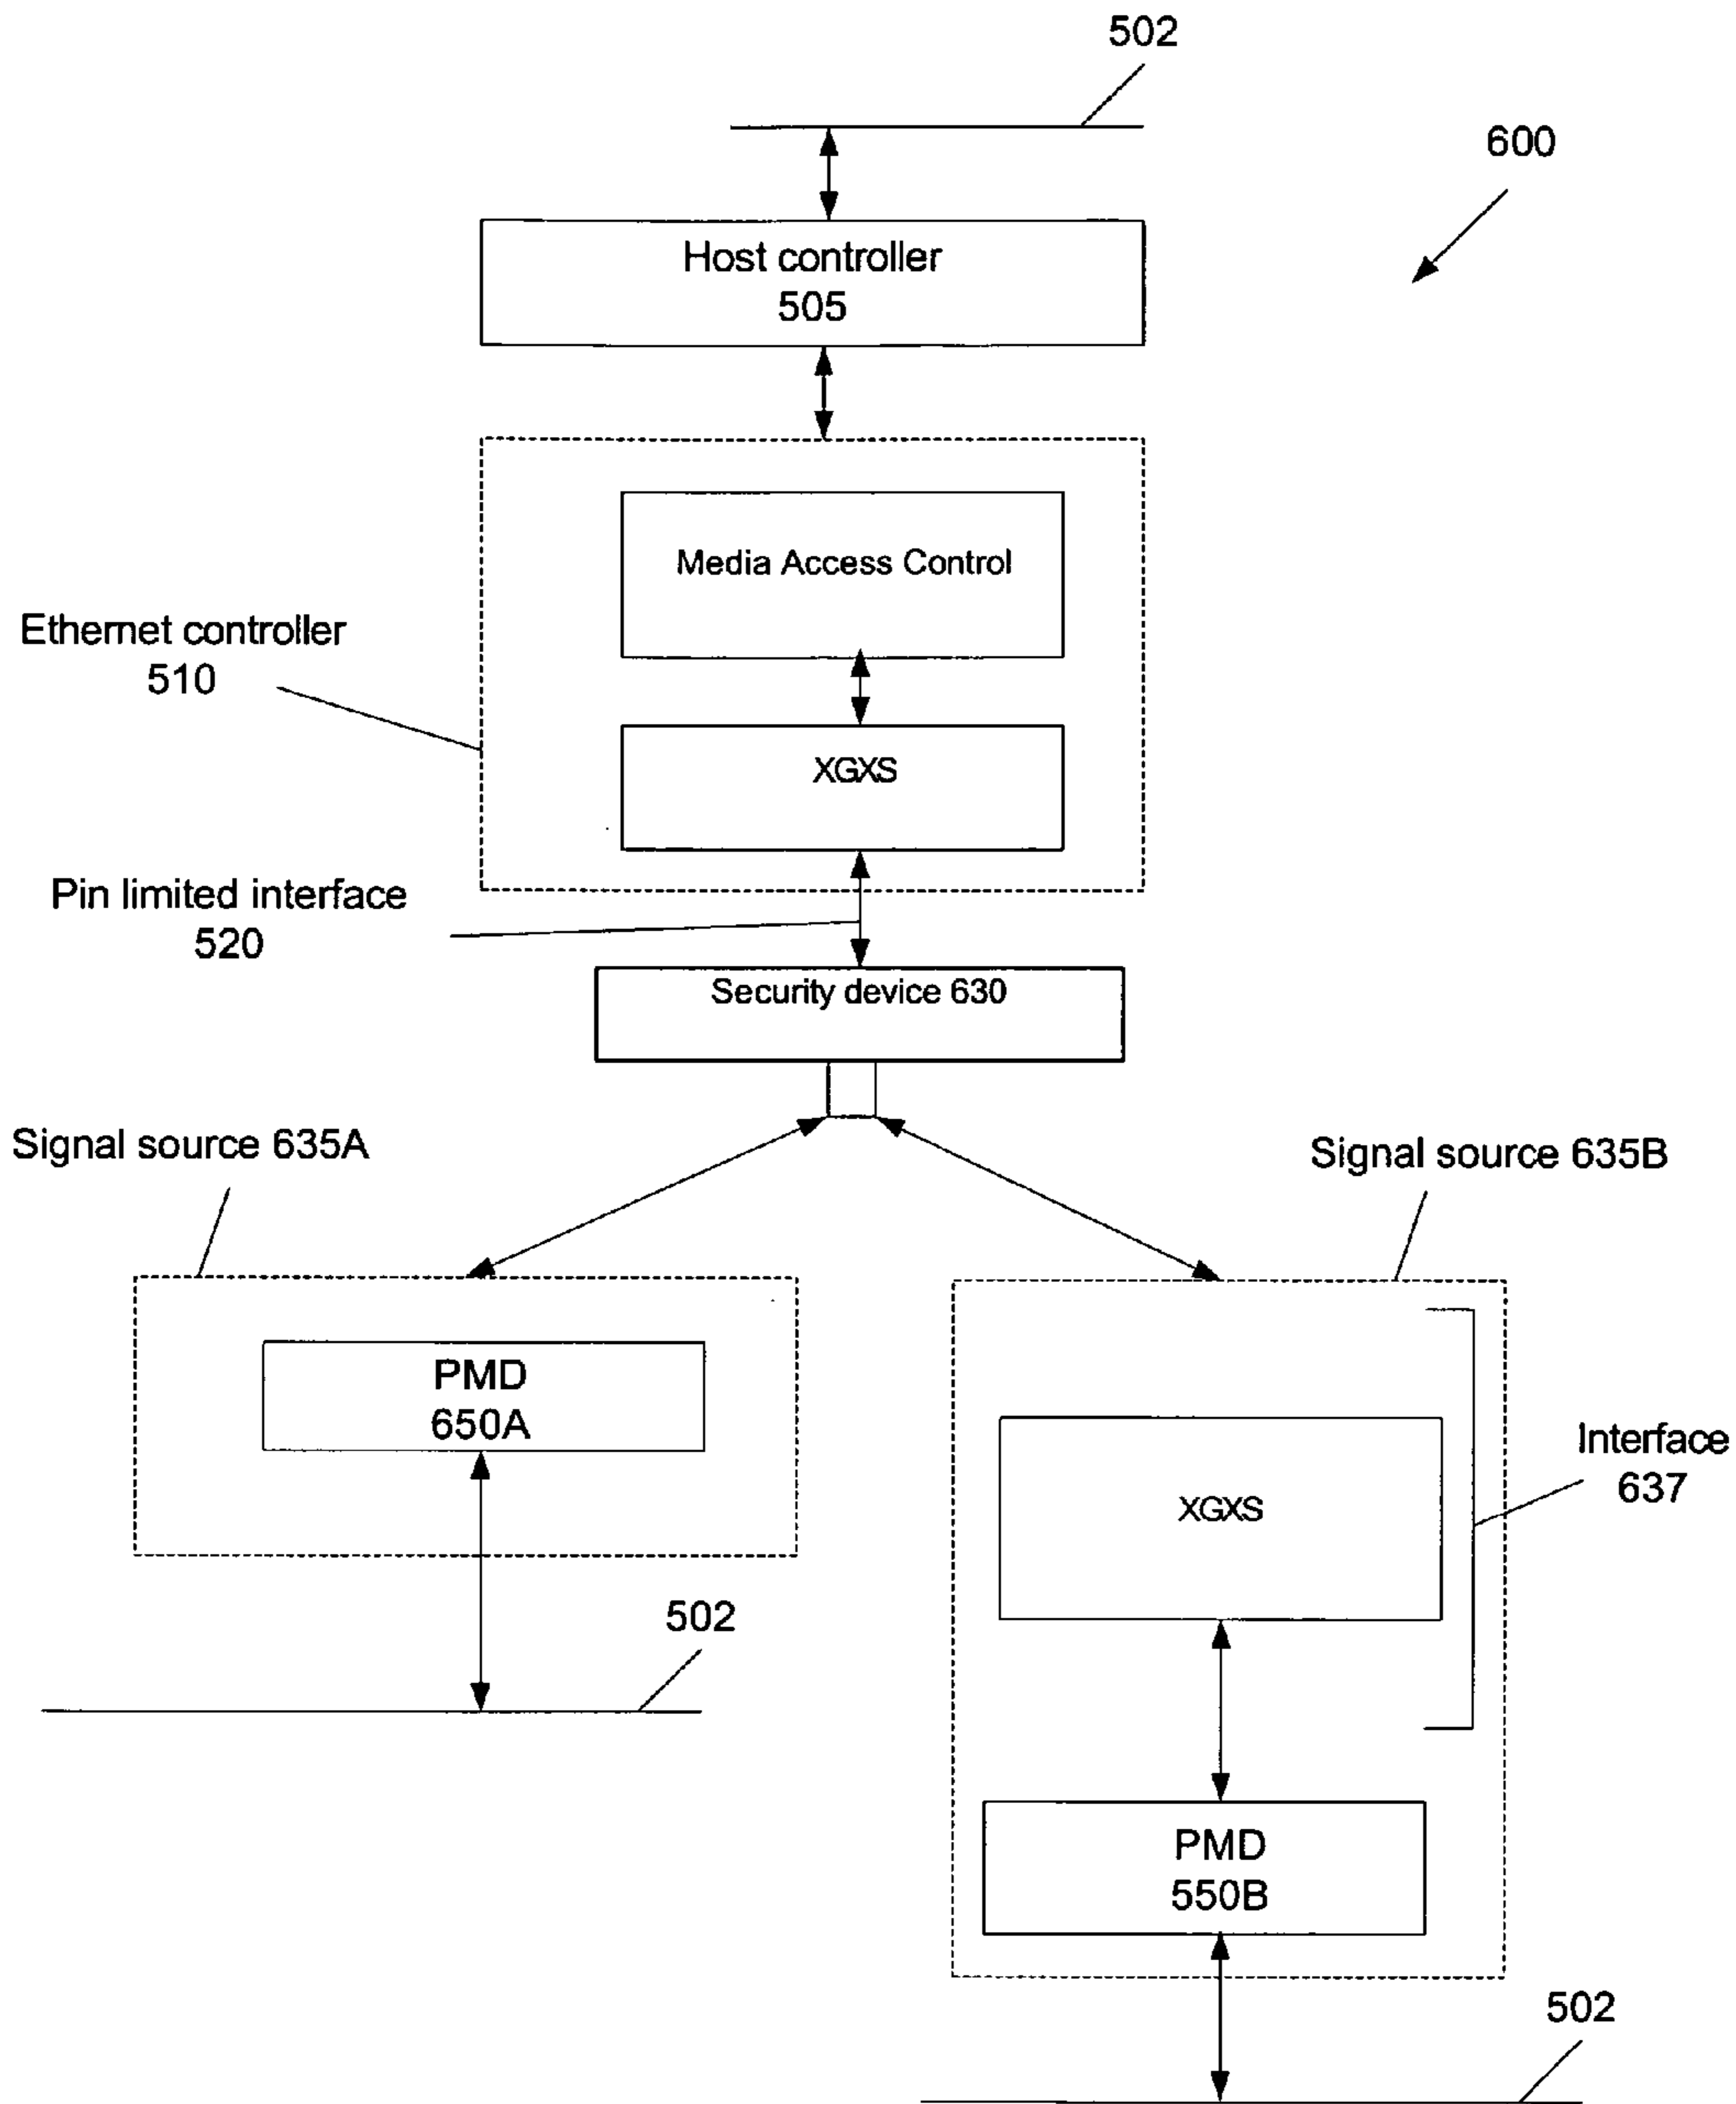 502
600
Host controller
505
Media Access Control
Ethernet controller
510
XGXS
Pin limited interface
520
Security device 630
Signal source 635A
Signal source 635B
PMD
650A
Interface
637
XGXS
502
PMD
550B
502